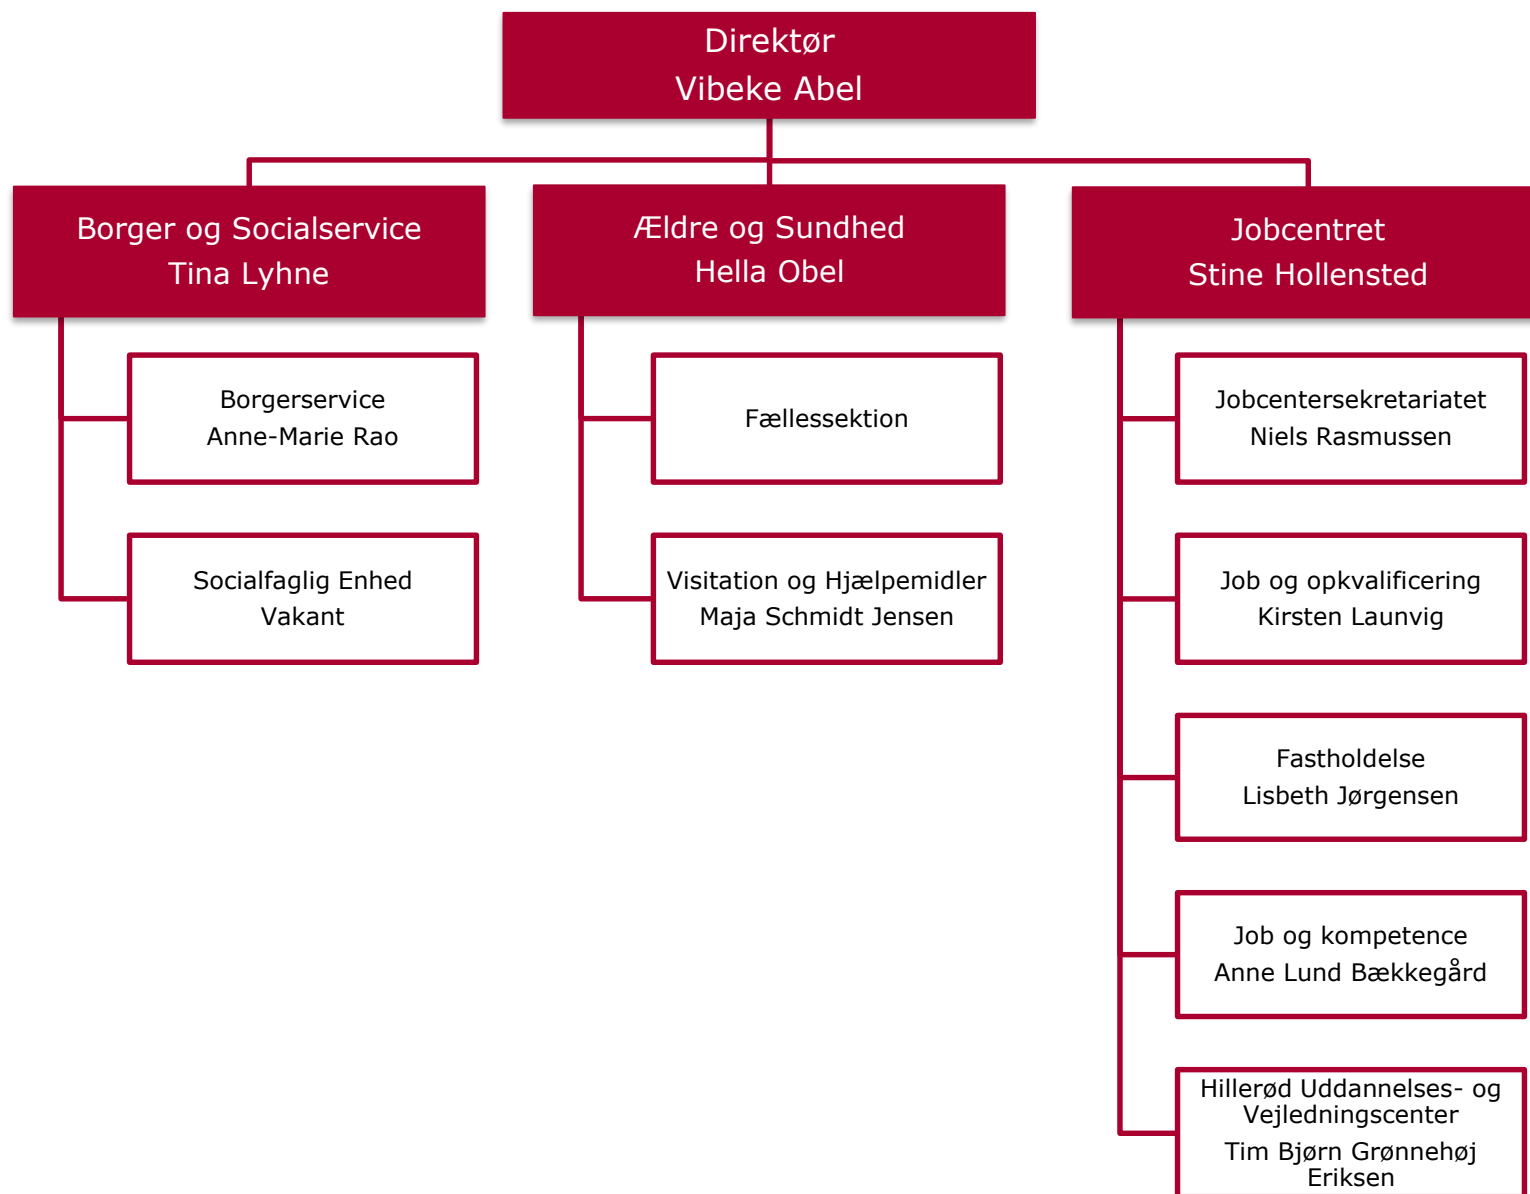 Direktør
Vibeke Abel
Borger og Socialservice
Tina Lyhne
Ældre og Sundhed
Hella Obel
Jobcentret
Stine Hollensted
Borgerservice
Anne-Marie Rao
Socialfaglig Enhed
Vakant
Fællessektion
Visitation og Hjælpemidler
Maja Schmidt Jensen
Jobcentersekretariatet
Niels Rasmussen
Job og opkvalificering
Kirsten Launvig
Fastholdelse
Lisbeth Jørgensen
Job og kompetence
Anne Lund Bækkegård
Hillerød Uddannelses- og
Vejledningscenter
Tim Bjørn Grønnehøj
Eriksen